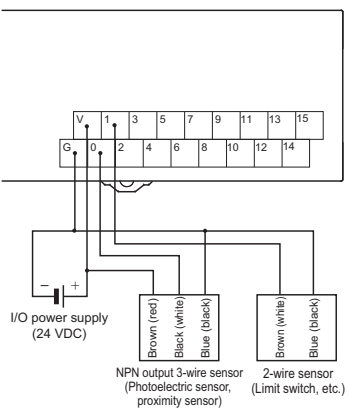 V 1 3 5 7 9 11 13 15
G 0 2 4 6 8 10 12 14
− +
I/O power supply
(24 VDC)
Brown (red)
Black (white)
Blue (black)
Brown (white)
Blue (black)
NPN output 3-wire sensor
(Photoelectric sensor,
proximity sensor)
2-wire sensor
(Limit switch, etc.)